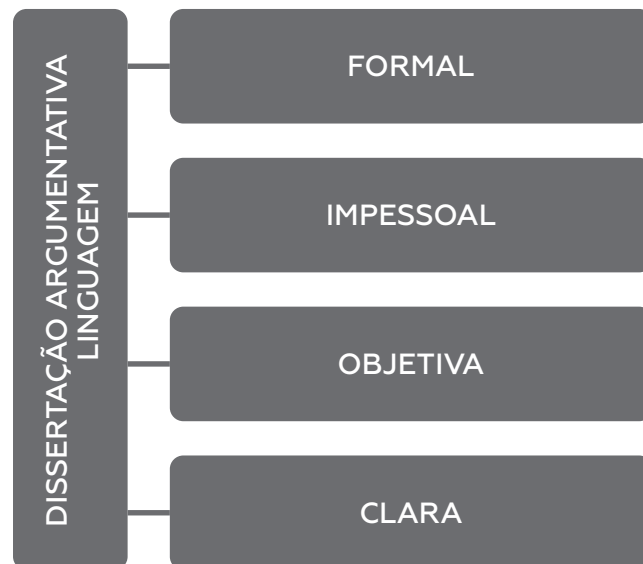 DISSERTAÇÃO ARGUMENTATIVA
LINGUAGEM
FORMAL
IMPESSOAL
OBJETIVA
CLARA